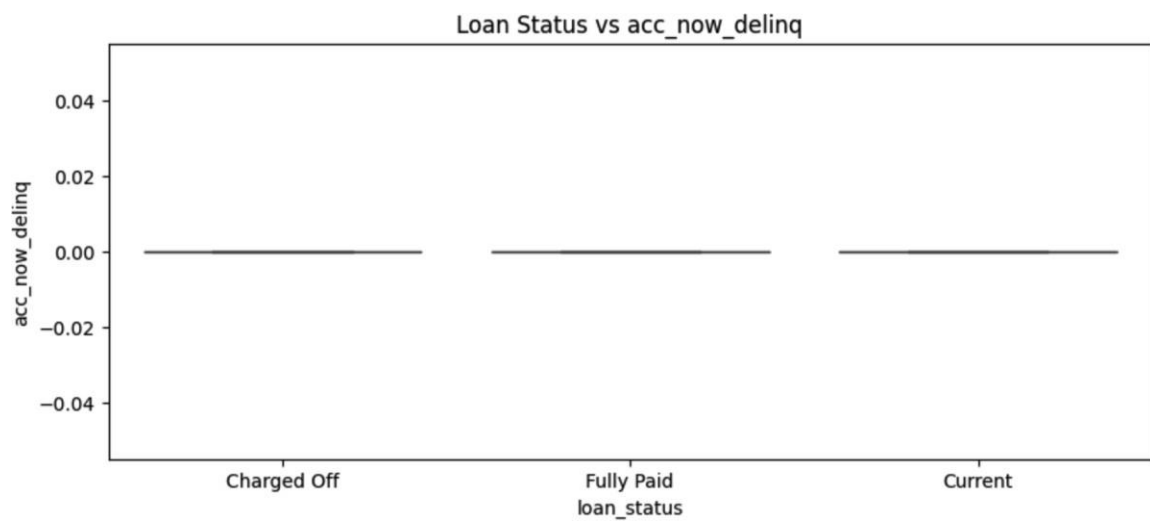 Loan Status vs acc_now_delinq
acc_now_delinq
0.04
0.02
0.00
−0.02
−0.04
Charged Off Fully Paid Current
loan_status